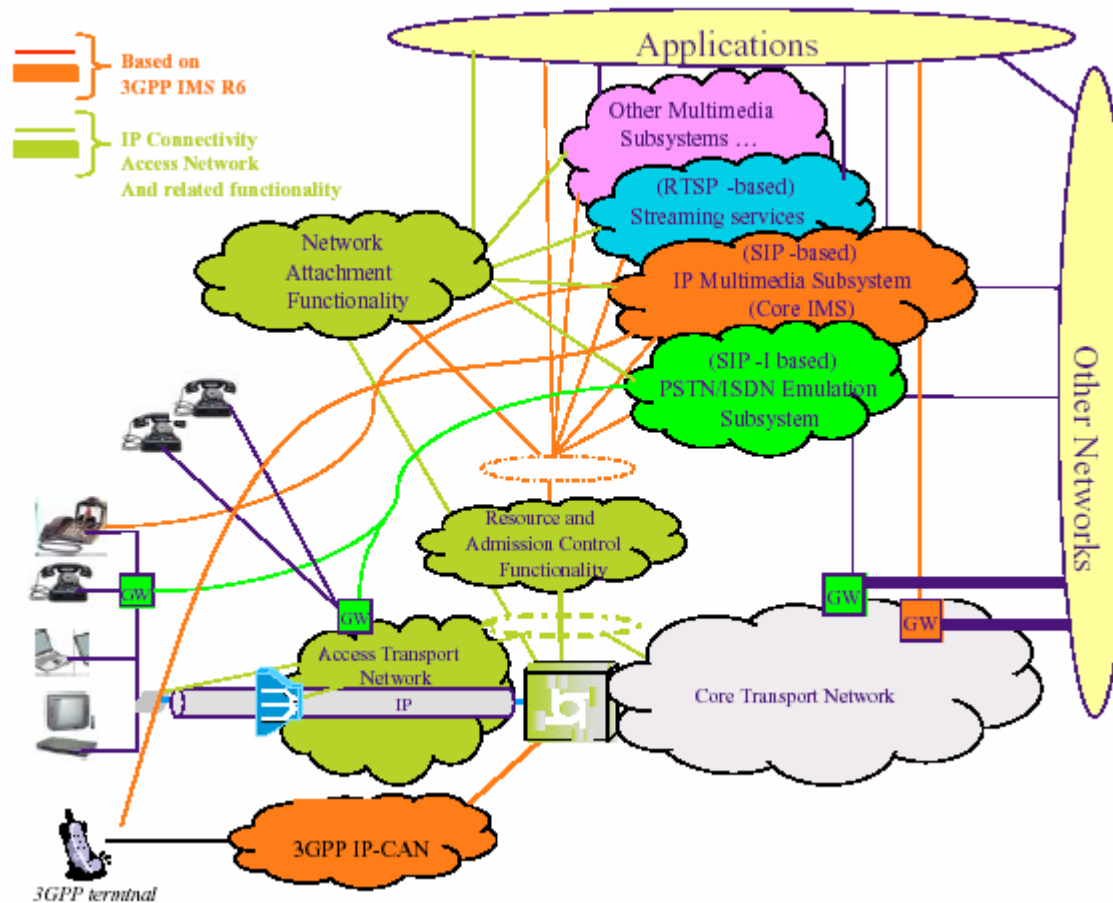 Applications
Based on
3GPP IMS R6
IP Connectivity
Access Network
And related functionality
Other Multimedia
Subsystems ...
(RTSP -based)
Streaming services
Network
Attachment
Functionality
(SIP -based)
IP Multimedia Subsystem
(Core IMS)
(SIP -I based)
PSTN/ISDN Emulation
Subsystem
Other Networks
Resource and
Admission Control
Functionality
GW
GW
GW
GW
Access Transport
Network
IP
Core Transport Network
3GPP IP-CAN
3GPP terminal